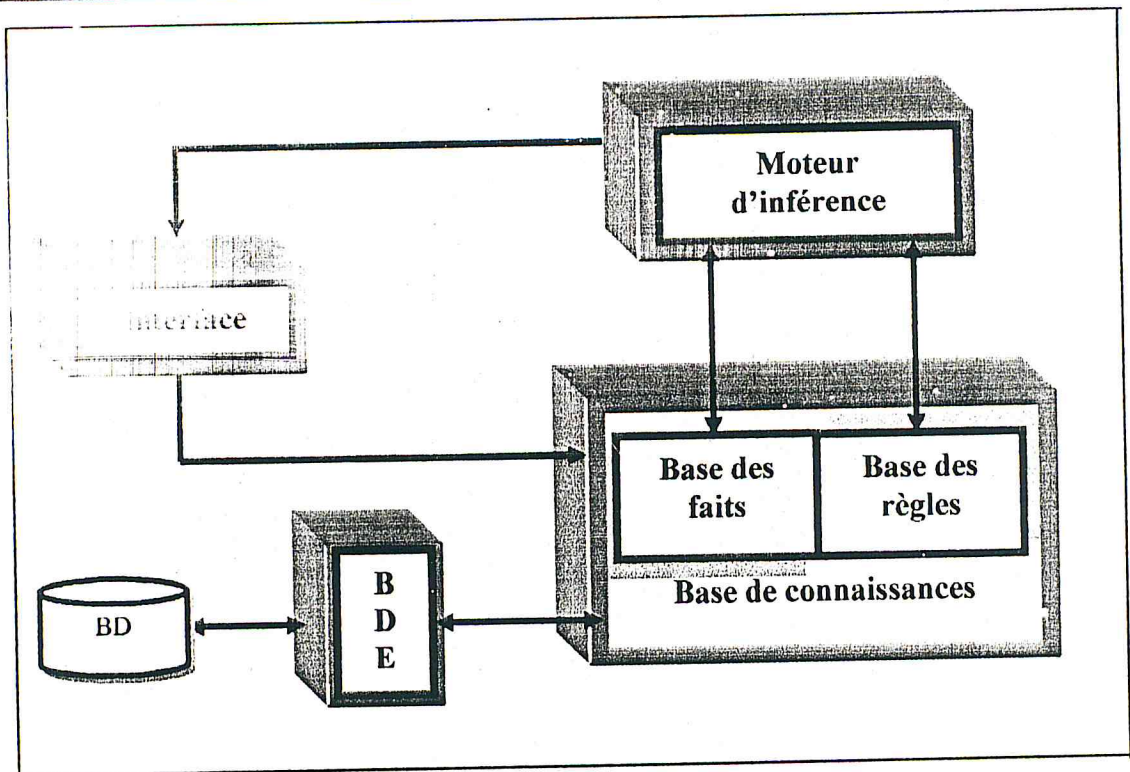 Moteur
d'inférence
Interface
Base des
faits
Base des
règles
Base de connaissances
BD
B
D
E